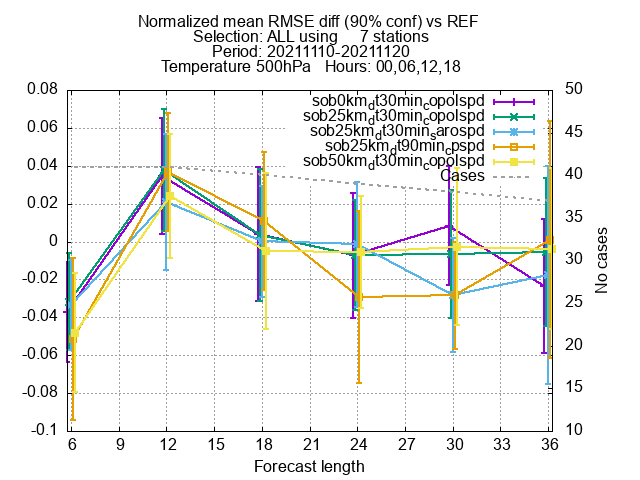 Normalized mean RMSE diff (90% conf) vs REF
Selection: ALL using 7 stations
Period: 20211110-20211120
Temperature 500hPa Hours: 00,06,12,18
0.08
0.06
0.04
0.02
0
-0.02
-0.04
-0.06
-0.08
-0.1
sob0km_dt30min_copolspd
sob25km_dt30min_copolspd
sob25km_dt30min_sarospd
sob25km_dt90min_cpspd
sob50km_dt30min_copolspd
Cases
50
45
40
35
30
25
20
15
10
No cases
6 9 12 15 18 21 24 27 30 33 36
Forecast length